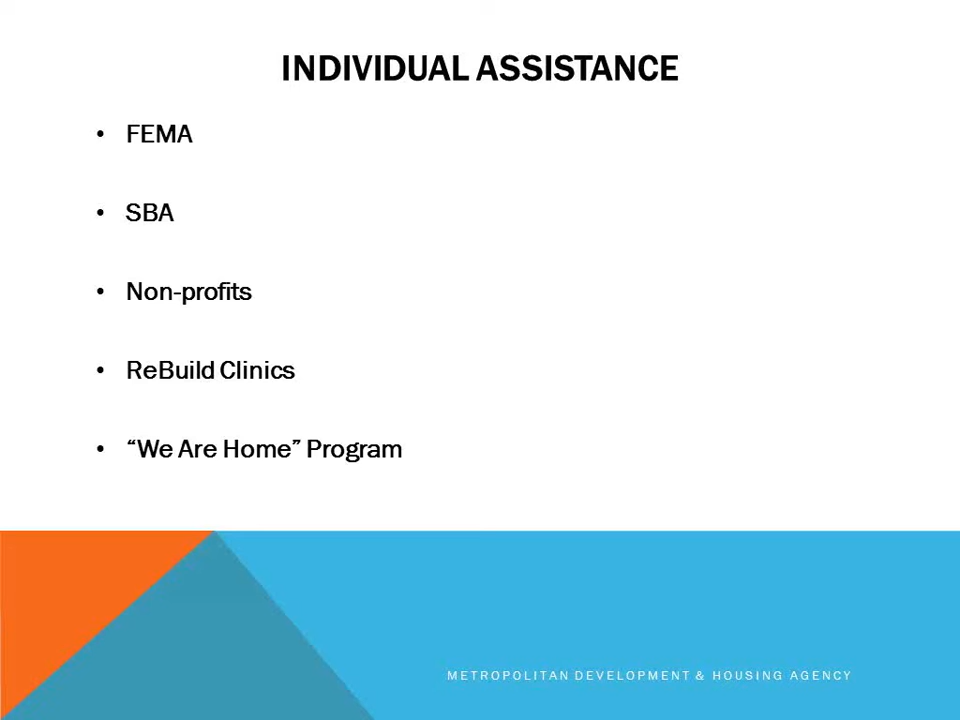 INDIVIDUAL ASSISTANCE
• FEMA
• SBA
• Non-profits
• ReBuild Clinics
• “We Are Home” Program
METROPOLITAN DEVELOPMENT & HOUSING AGENCY